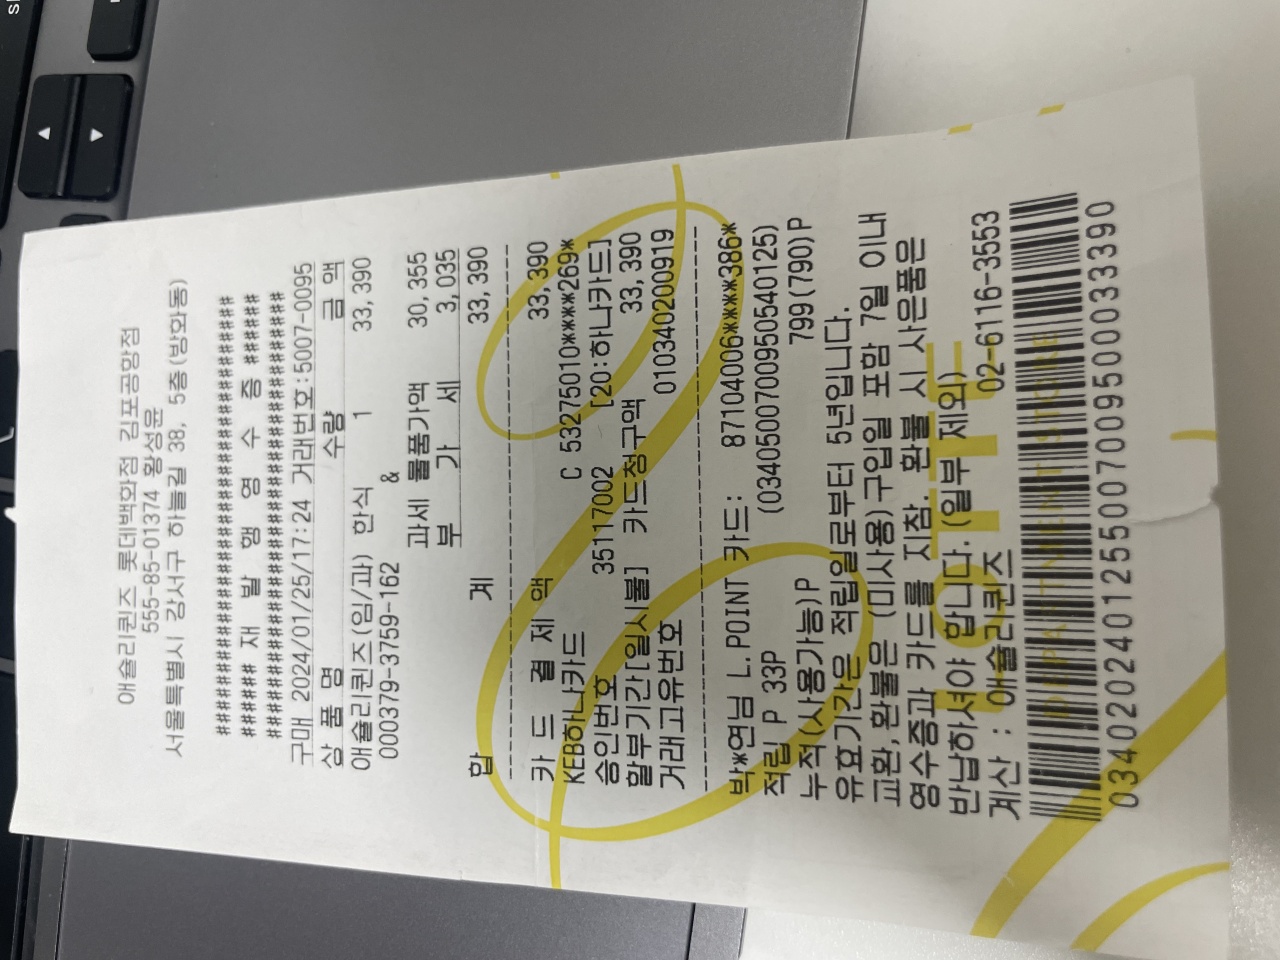 애슐리퀸즈 롯데백화점 김포공항점
555-85-01374 황성윤
서울특별시 강서구 하늘길 38, 5층(방화동)
########################################
###### 재 발 행 영 수 증 ######
########################################
구매 2024/01/25/17:24 거래번호:5007-0095
상 품 명 수량 금 액
애슐리퀸즈(임/과) 한식 1 33,390
000379-3759-162 &
과세 물품가액 30,355
부 가 세 3,035
합 계 33,390
카 드 결 제 액 33,390
KEB하나카드 C 53275010****269*
승인번호 35117002 [20:하나카드]
할부기간[일시불] 카드청구액 33,390
거래고유번호 010340200919
박*연님 L.POINT 카드: 87104006*****386*
적립 P 33P (03405007009505540125)
누적(사용가능)P 799(790)P
유효기간은 적립일로부터 5년입니다.
교환,환불은 (미사용)구입일 포함 7일 이내
영수증과 카드를 지참. 환불 시 사은품은
반납하셔야 합니다. (일부 제외)
계산 : 애슐리퀸즈 02-6116-3553
LOTTE
DEPARTMENT STORE
0340202401255007009500033390